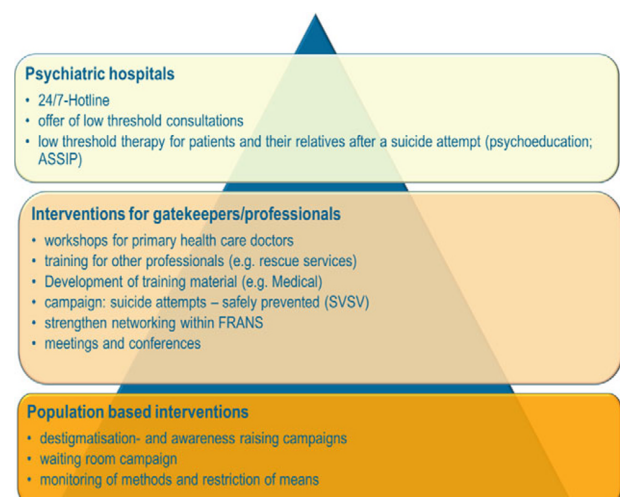 Psychiatric hospitals
• 24/7-Hotline
• offer of low threshold consultations
• low threshold therapy for patients and their relatives after a suicide attempt (psychoeducation;
ASSIP)
Interventions for gatekeepers/professionals
• workshops for primary health care doctors
• training for other professionals (e.g. rescue services)
• Development of training material (e.g. Medical)
• campaign: suicide attempts – safely prevented (SVSV)
• strengthen networking within FRANS
• meetings and conferences
Population based interventions
• destigmatisation- and awareness raising campaigns
• waiting room campaign
• monitoring of methods and restriction of means